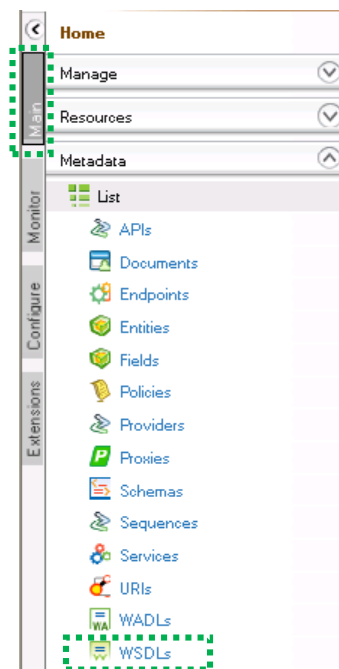 Home
Manage
Resources
Metadata
List
APIs
Documents
Endpoints
Entities
Fields
Policies
Providers
Proxies
Schemas
Sequences
Services
URIs
WADLs
WSDLs
Main
Monitor
Configure
Extensions